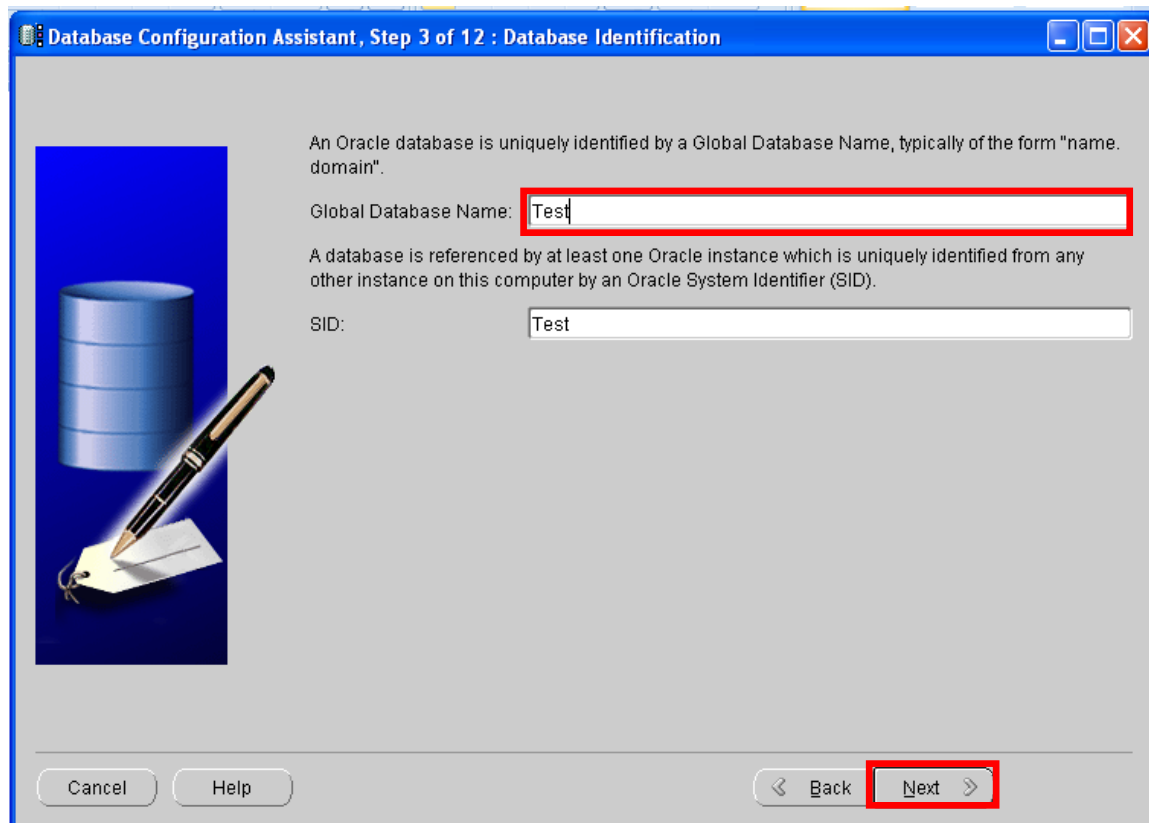 Database Configuration Assistant, Step 3 of 12 : Database Identification
An Oracle database is uniquely identified by a Global Database Name, typically of the form "name.
domain".
Global Database Name: Test
A database is referenced by at least one Oracle instance which is uniquely identified from any
other instance on this computer by an Oracle System Identifier (SID).
SID: Test
Cancel Help Back Next